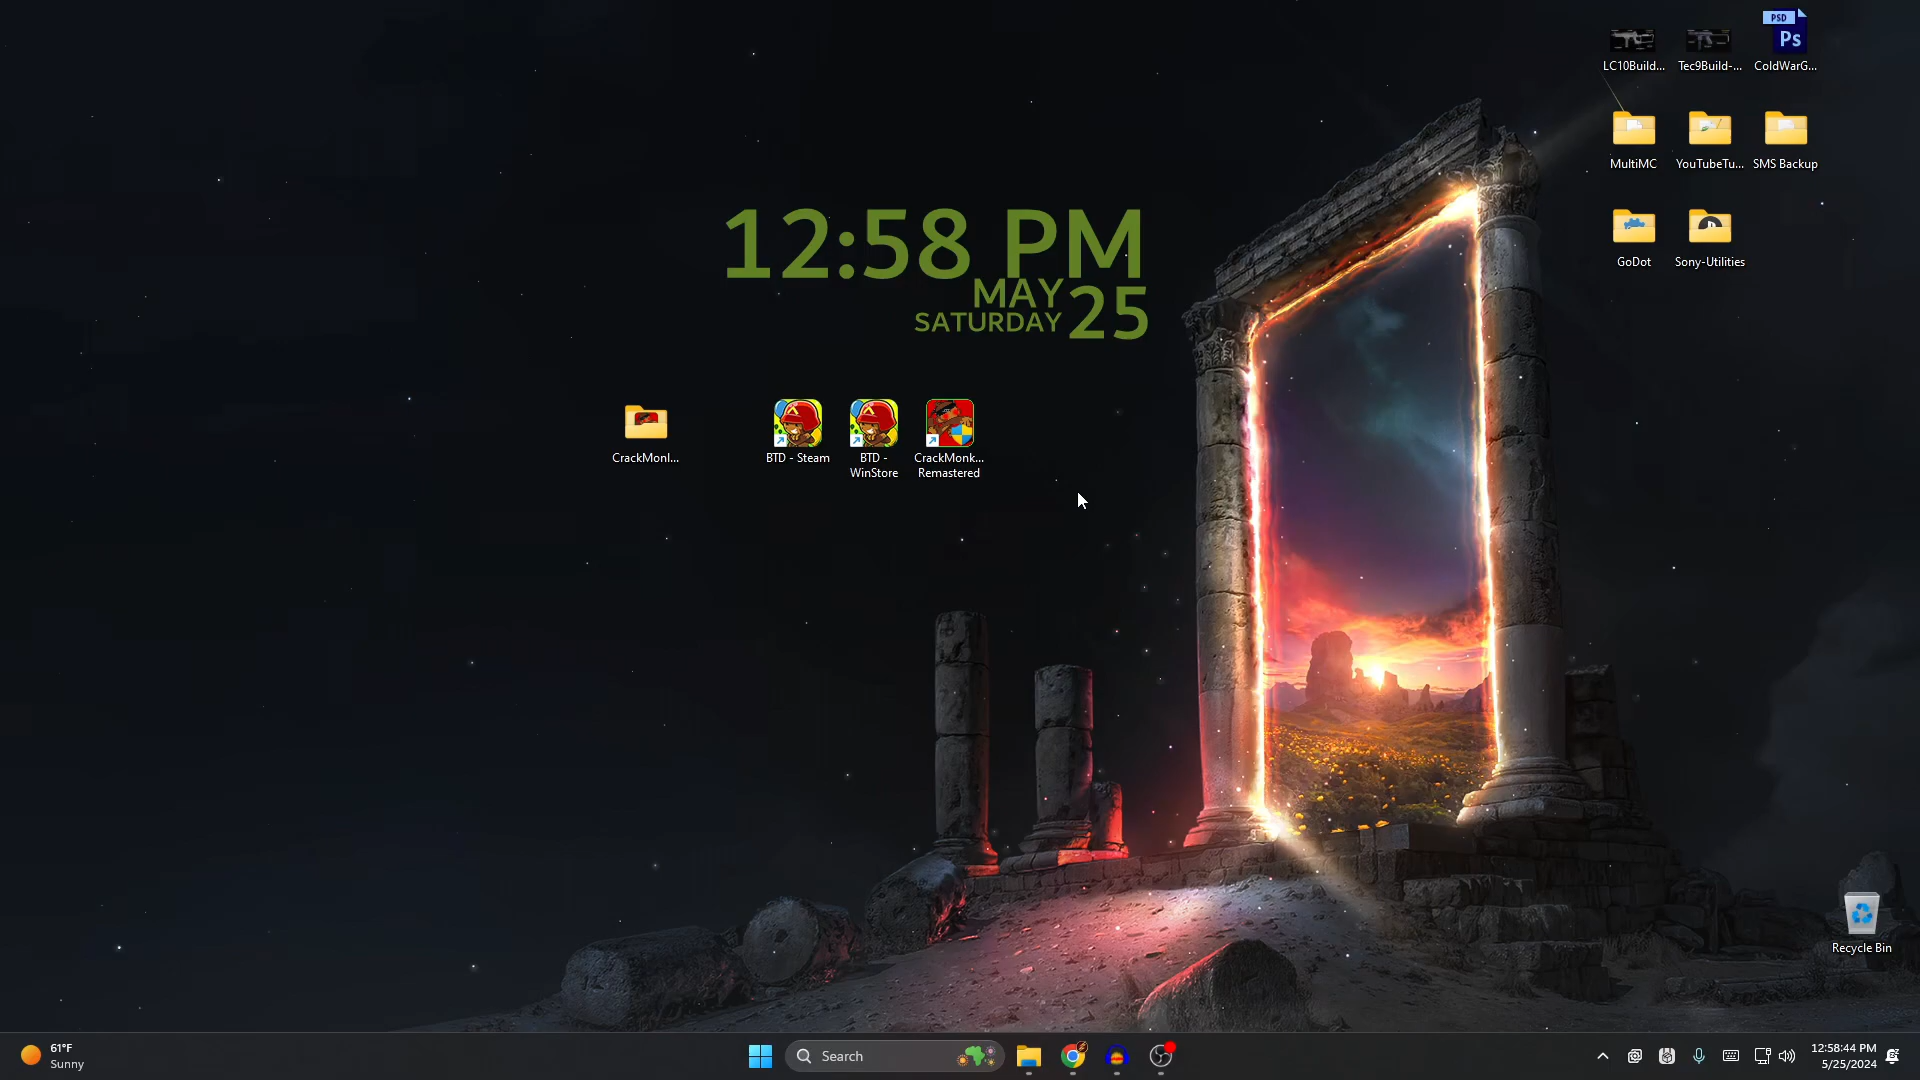 PSD
Ps
LC10Build...
Tec9Build-...
ColdWarG...
MultiMC
YouTubeTu...
SMS Backup
GoDot
Sony-Utilities
12:58 PM
MAY
SATURDAY
25
CrackMonl...
BTD - Steam
BTD -
WinStore
CrackMonk...
Remastered
Recycle Bin
61°F
Sunny
Search
12:58:44 PM
5/25/2024